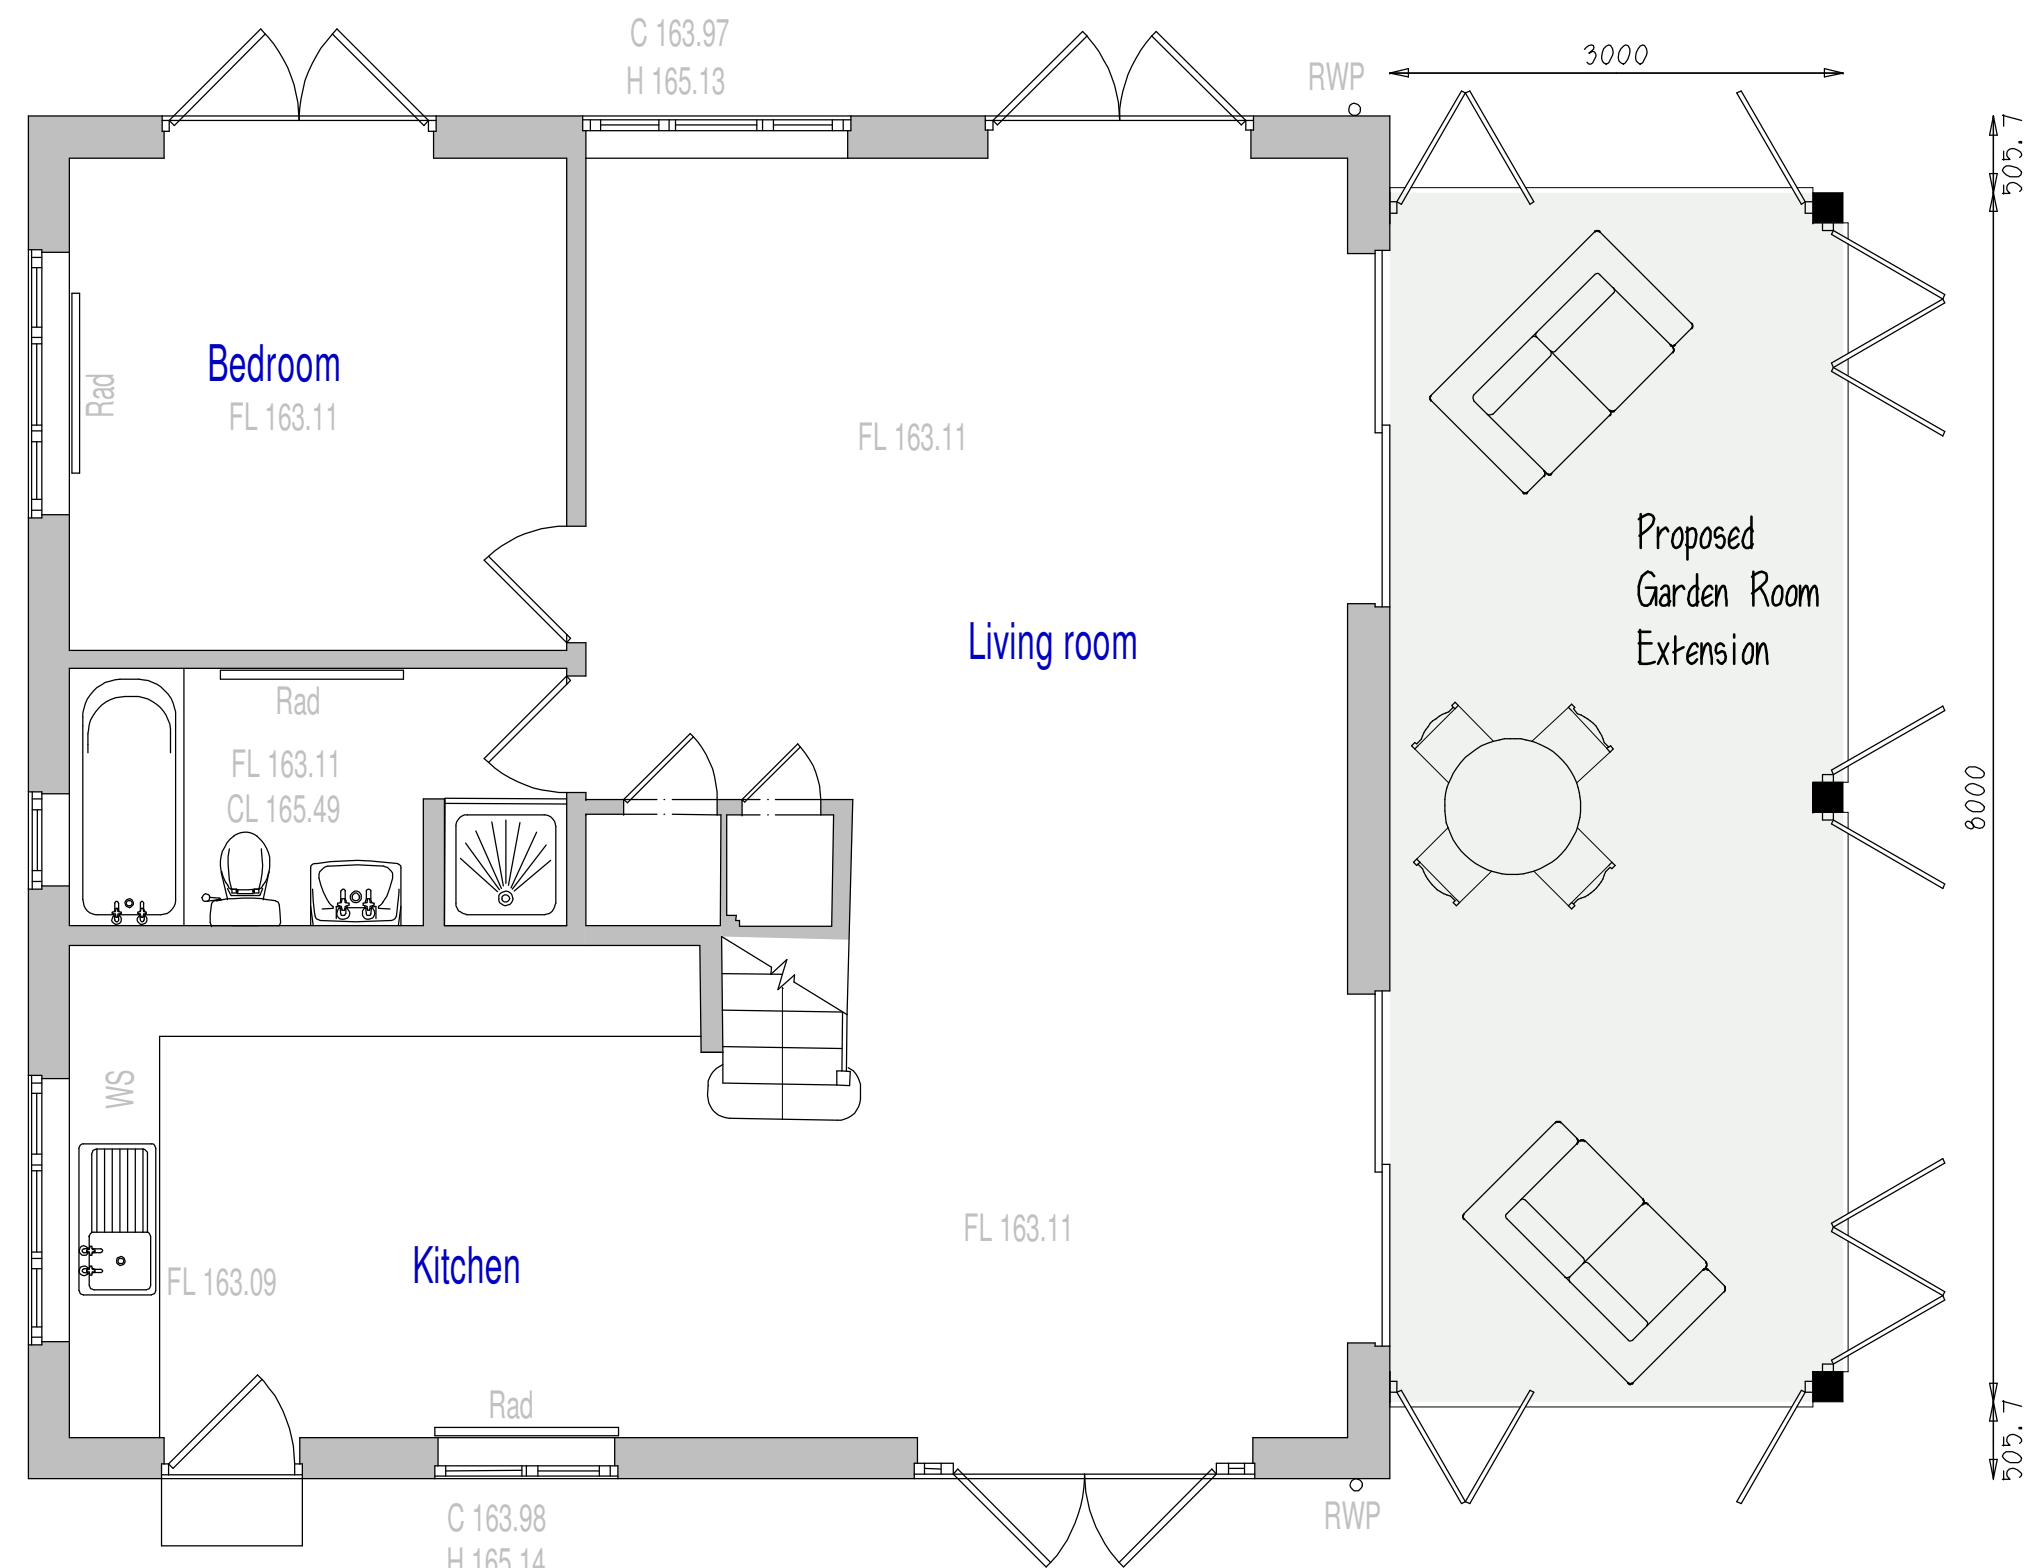 C 163.97
H 165.13
RWP
3000
505.7
Bedroom
FL 163.11
Rad
FL 163.11
Proposed
Garden Room
Extension
Living room
Rad
FL 163.11
CL 165.49
8000
WS
FL 163.11
Kitchen
FL 163.09
Rad
505.7
C 163.98
H 165.14
RWP